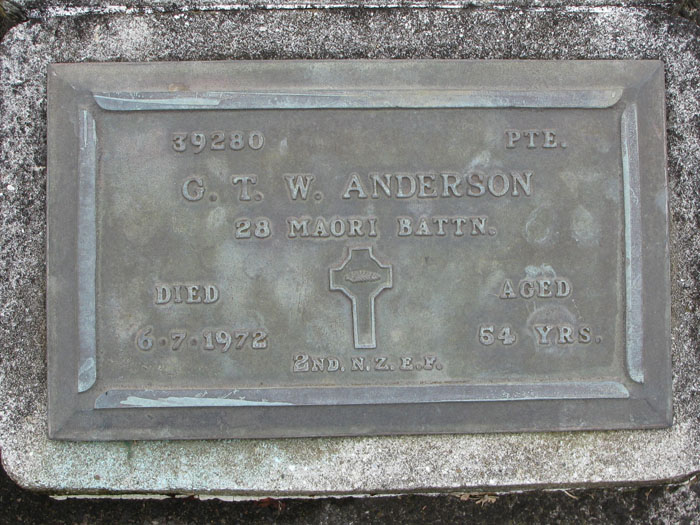 39280 PTE.
G. T. W. ANDERSON
28 MAORI BATTN.
DIED AGED
6.7.1972 54 YRS.
2ND. N.Z. E.F.